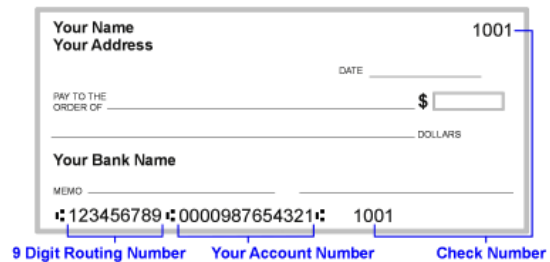 Your Name 1001
Your Address
DATE
PAY TO THE
ORDER OF $
DOLLARS
Your Bank Name
MEMO
⑆123456789⑆0000987654321⑆ 1001
9 Digit Routing Number Your Account Number Check Number